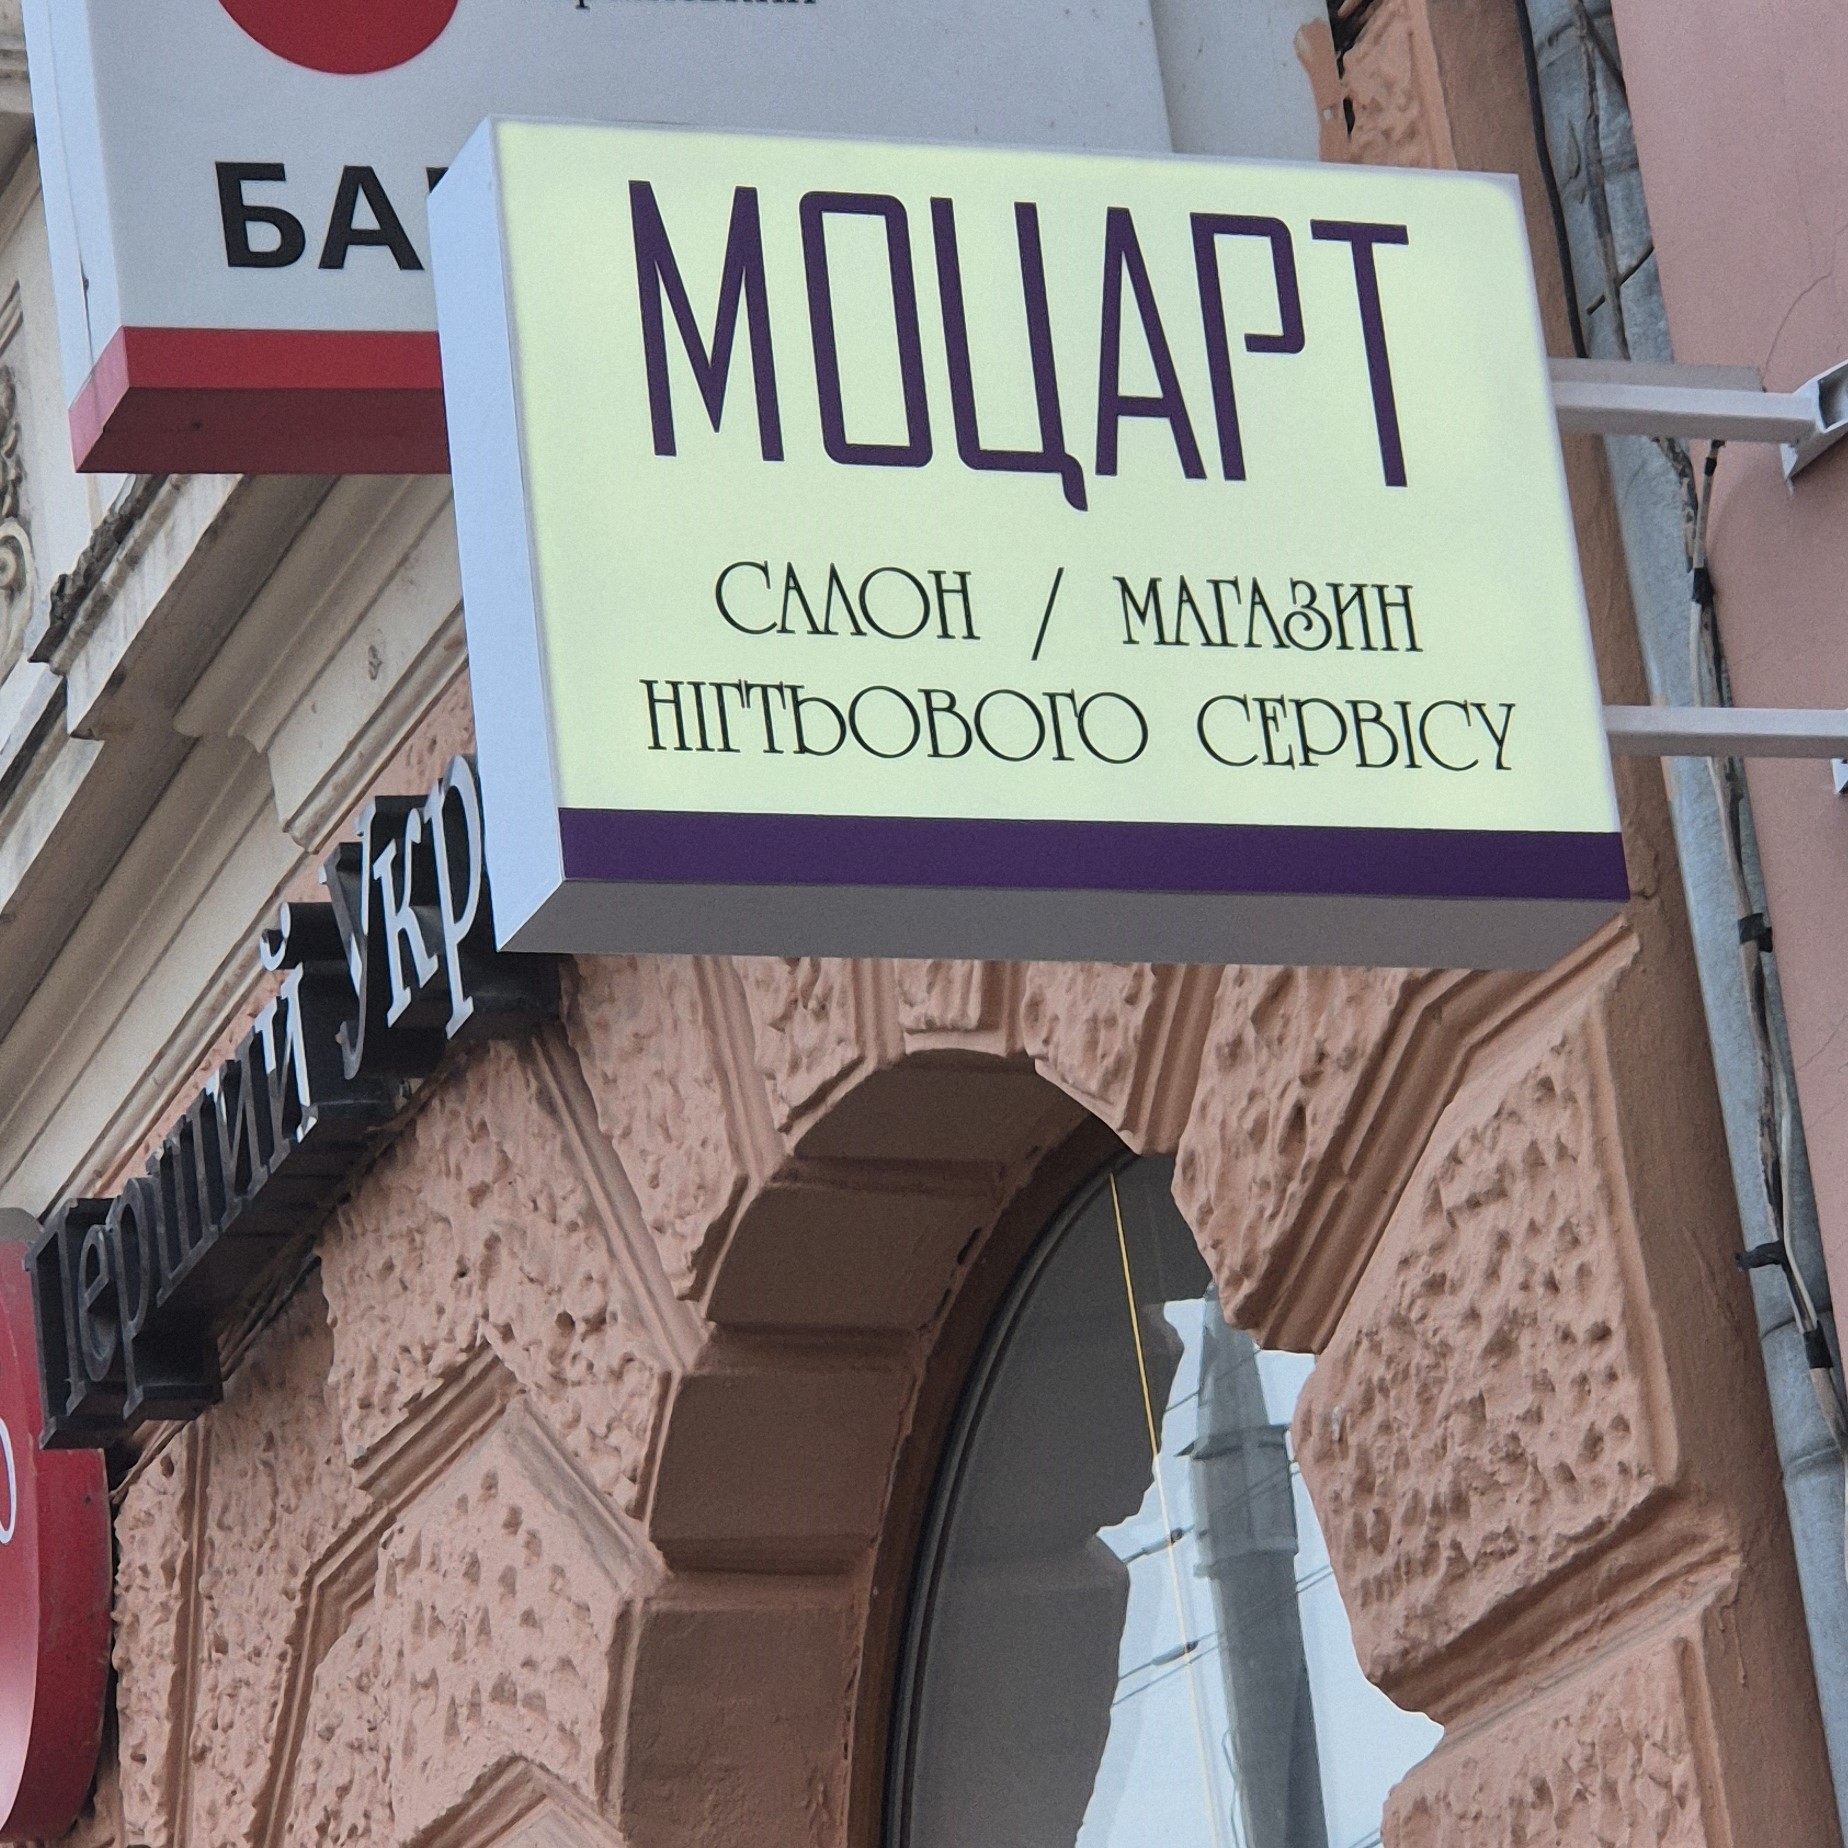 БА
МОЦАРТ
САЛОН / МАГАЗИН
НІГТЬОВОГО СЕРВІСУ
Перший Укр